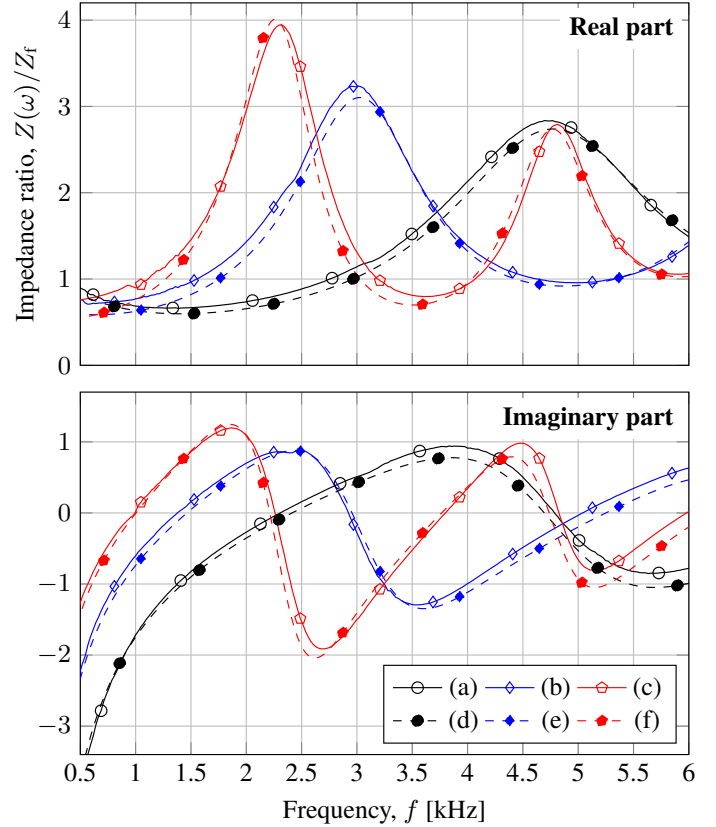 Real part
4
3
2
1
0
Impedance ratio, Z(ω)/Z_f
Imaginary part
1
0
−1
−2
−3
(a) (b) (c)
(d) (e) (f)
0.5 1 1.5 2 2.5 3 3.5 4 4.5 5 5.5 6
Frequency, f [kHz]